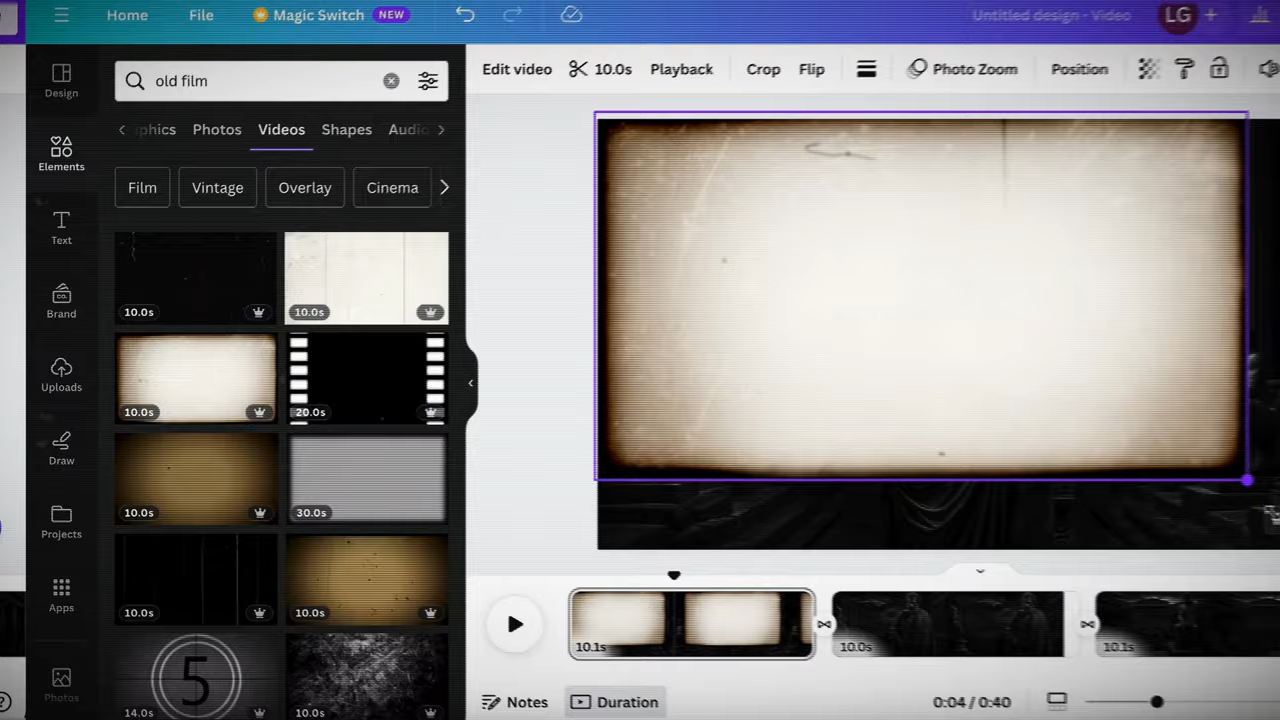 Home File Magic Switch NEW Untitled design - Video LG +
Design
Elements
Text
Brand
CO.
Uploads
Draw
Projects
Apps
Photos
old film
phics Photos Videos Shapes Audio
Film Vintage Overlay Cinema
10.0s 10.0s
10.0s 20.0s
10.0s 30.0s
10.0s 10.0s
5
14.0s 10.0s
Edit video 10.0s Playback Crop Flip Photo Zoom Position
10.1s 10.0s 10.1s
Notes Duration 0:04 / 0:40
?